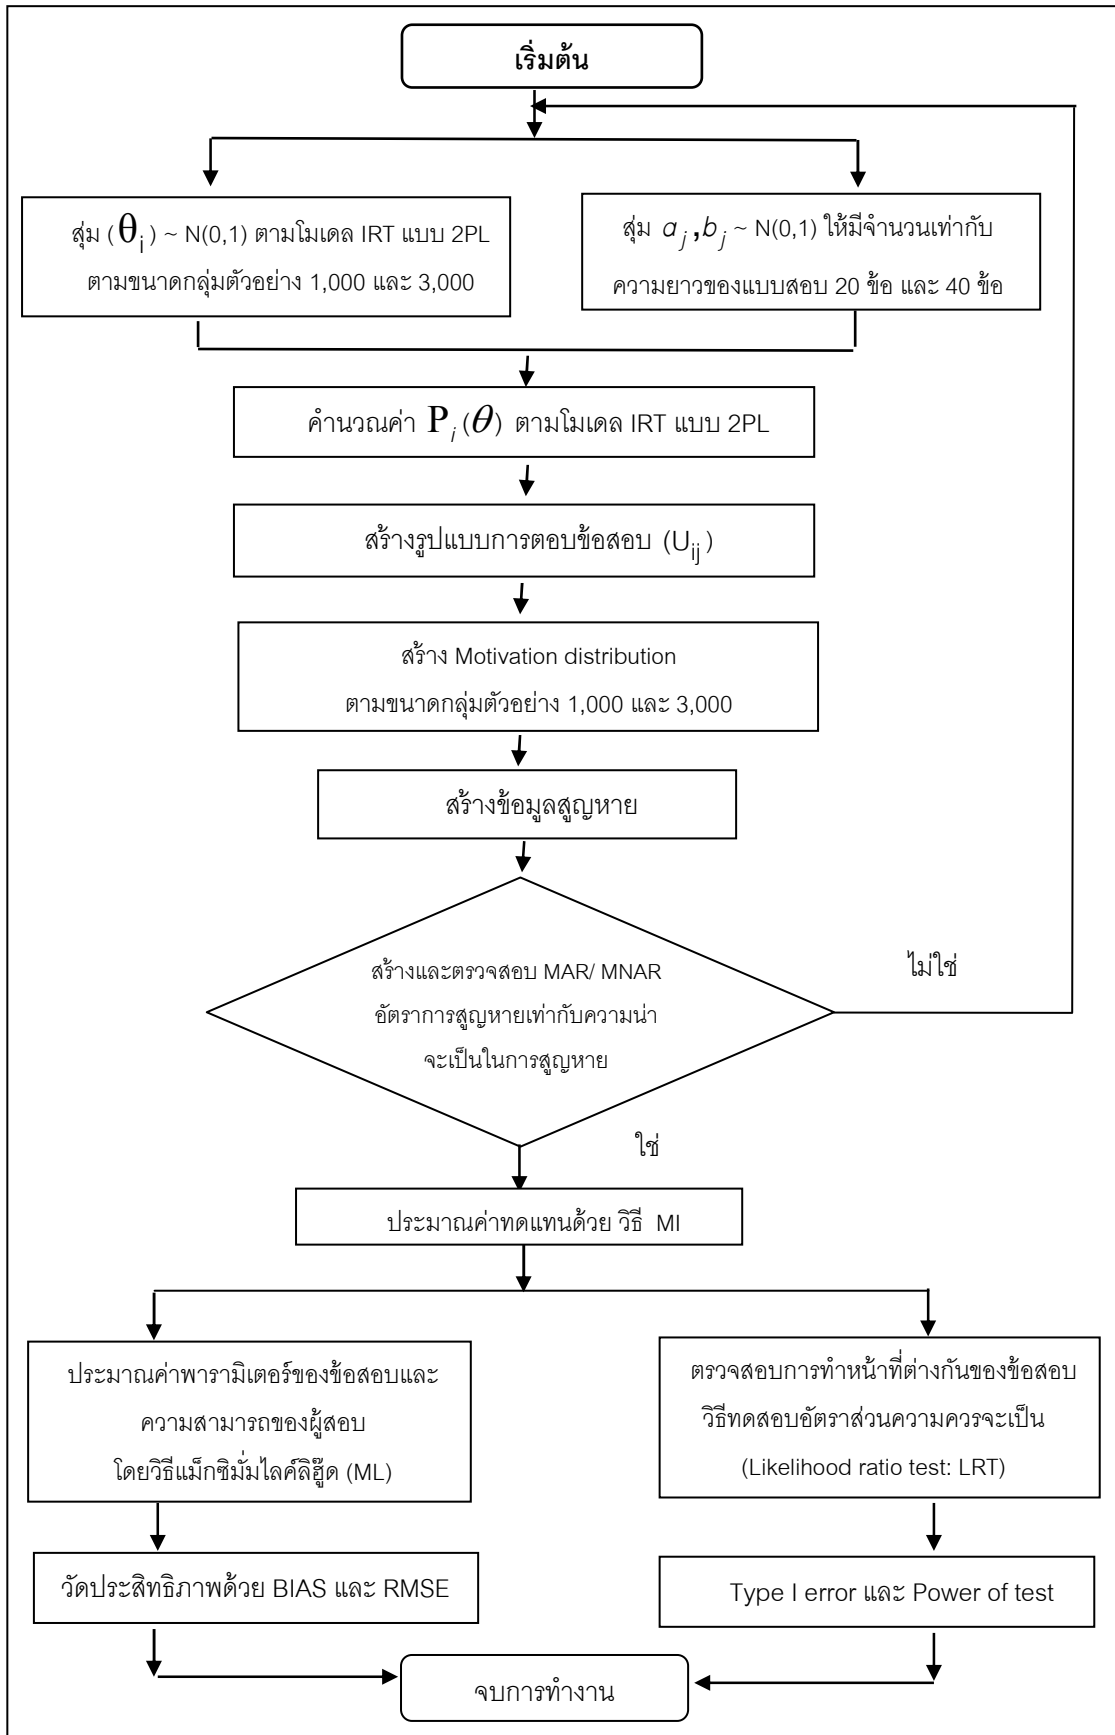 เริ่มต้น
สุ่ม (θi) ~ N(0,1) ตามโมเดล IRT แบบ 2PL
ตามขนาดกลุ่มตัวอย่าง 1,000 และ 3,000
สุ่ม aj,bj ~ N(0,1) ให้มีจำนวนเท่ากับ
ความยาวของแบบสอบ 20 ข้อ และ 40 ข้อ
คำนวณค่า Pi(θ) ตามโมเดล IRT แบบ 2PL
สร้างรูปแบบการตอบข้อสอบ (Uij)
สร้าง Motivation distribution
ตามขนาดกลุ่มตัวอย่าง 1,000 และ 3,000
สร้างข้อมูลสูญหาย
สร้างและตรวจสอบ MAR/ MNAR
อัตราการสูญหายเท่ากับความน่า
จะเป็นในการสูญหาย
ไม่ใช่
ใช่
ประมาณค่าทดแทนด้วย วิธี MI
ประมาณค่าพารามิเตอร์ของข้อสอบและ
ความสามารถของผู้สอบ
โดยวิธีแม็กซิมั่มไลค์ลิฮู๊ด (ML)
ตรวจสอบการทำหน้าที่ต่างกันของข้อสอบ
วิธีทดสอบอัตราส่วนความควรจะเป็น
(Likelihood ratio test: LRT)
วัดประสิทธิภาพด้วย BIAS และ RMSE
Type I error และ Power of test
จบการทำงาน